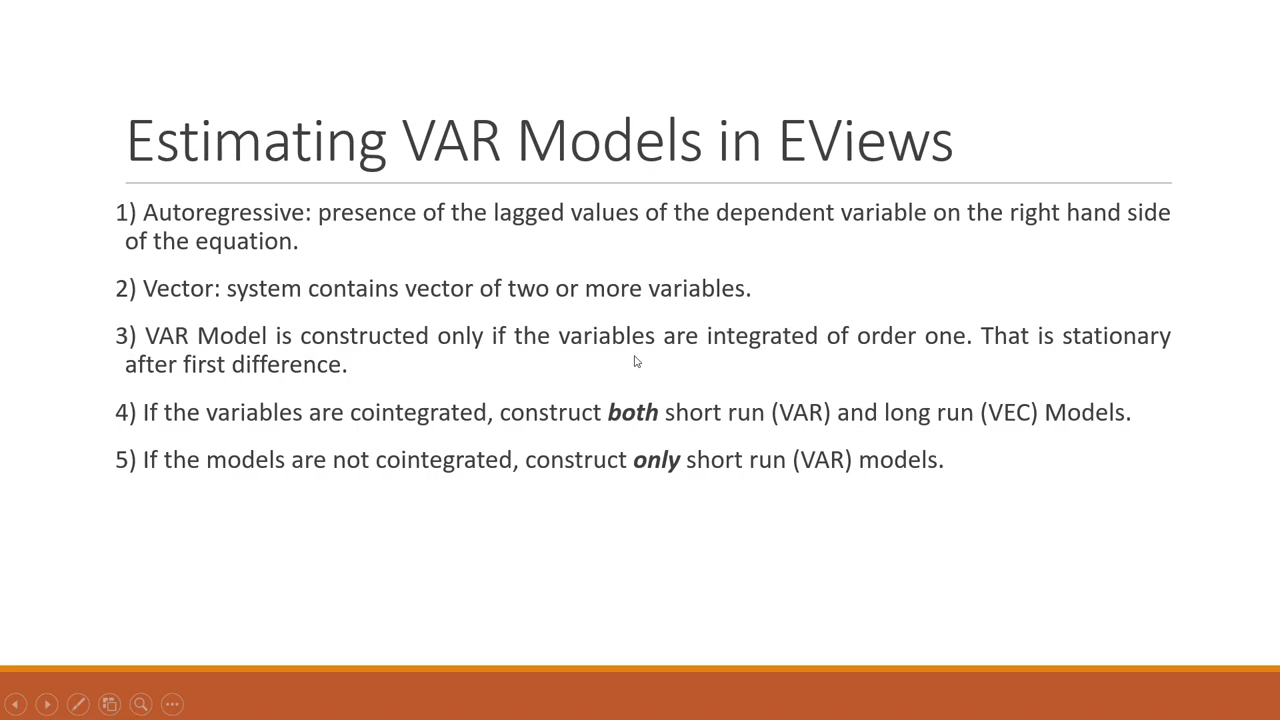 Estimating VAR Models in EViews
1) Autoregressive: presence of the lagged values of the dependent variable on the right hand side
of the equation.
2) Vector: system contains vector of two or more variables.
3) VAR Model is constructed only if the variables are integrated of order one. That is stationary
after first difference.
4) If the variables are cointegrated, construct both short run (VAR) and long run (VEC) Models.
5) If the models are not cointegrated, construct only short run (VAR) models.